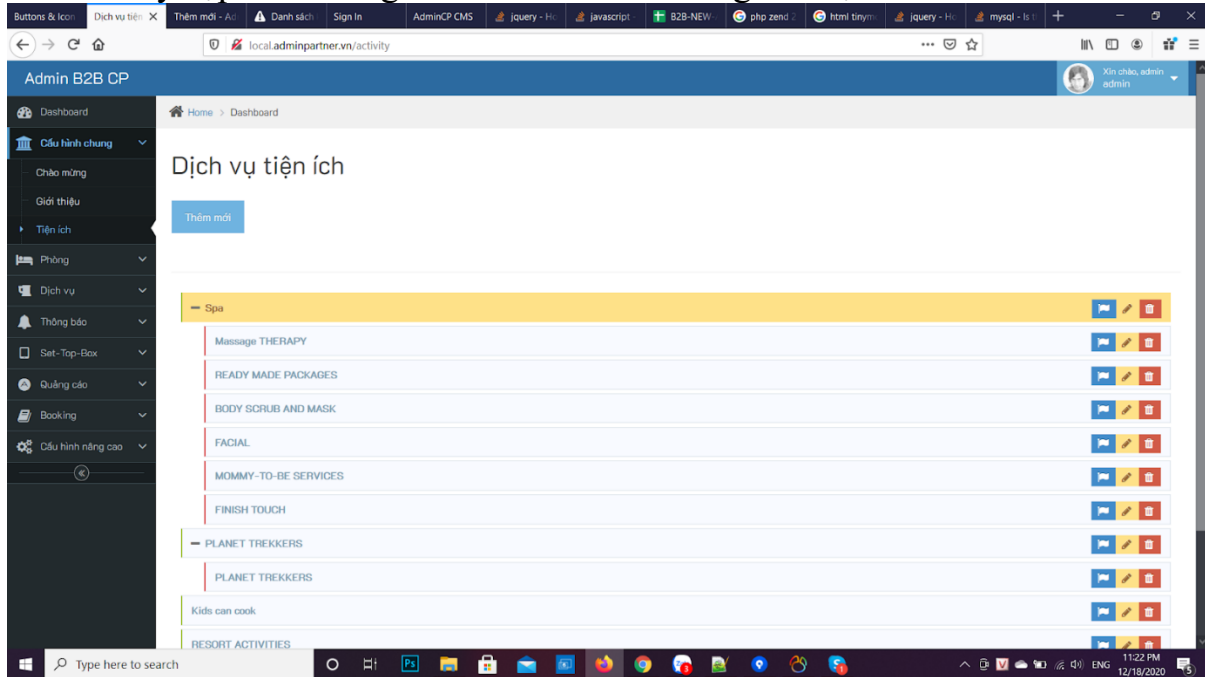 Buttons & Icon
Dịch vụ tiện
Thêm mới - Ad
Danh sách
Sign In
AdminCP CMS
jquery - Ho
javascript -
B2B-NEW-
php zend 2
html tinym
jquery - Ho
mysql - Is t
local.adminpartner.vn/activity
Admin B2B CP
Xin chào, admin
admin
Dashboard
Home > Dashboard
Cấu hình chung
Chào mừng
Giới thiệu
Tiện ích
Phòng
Dịch vụ
Thông báo
Set-Top-Box
Quảng cáo
Booking
Cấu hình nâng cao
Dịch vụ tiện ích
Thêm mới
Spa
Massage THERAPY
READY MADE PACKAGES
BODY SCRUB AND MASK
FACIAL
MOMMY-TO-BE SERVICES
FINISH TOUCH
PLANET TREKKERS
PLANET TREKKERS
Kids can cook
RESORT ACTIVITIES
Type here to search
ENG
11:22 PM
12/18/2020